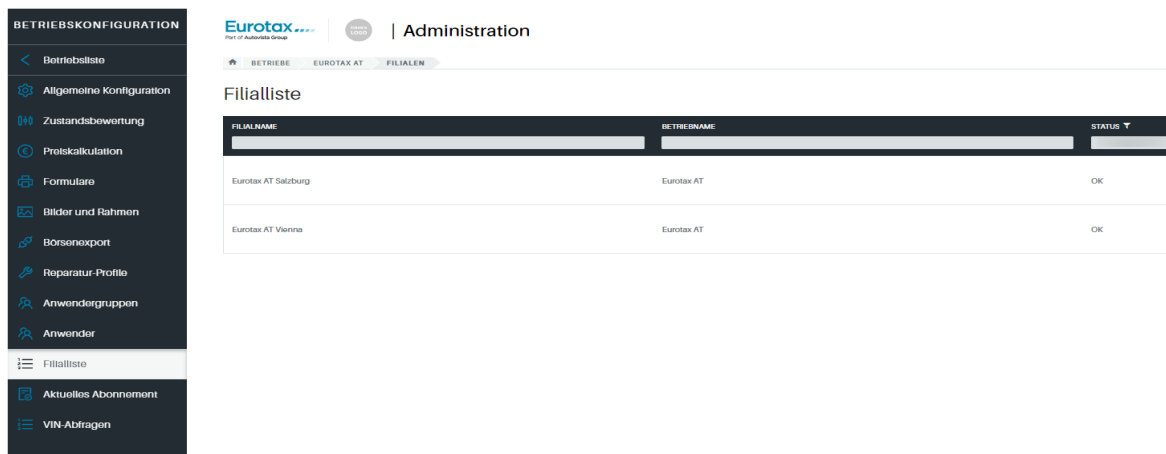 BETRIEBSKONFIGURATION
Betriebsliste
Allgemeine Konfiguration
Zustandsbewertung
Preiskalkulation
Formulare
Bilder und Rahmen
Börsenexport
Reparatur-Profile
Anwendergruppen
Anwender
Filialliste
Aktuelles Abonnement
VIN-Abfragen
Eurotax
Part of Autovista Group
LOGO
| Administration
BETRIEBE EUROTAX AT FILIALEN
Filialliste
FILIALNAME BETRIEBNAME STATUS
Eurotax AT Salzburg Eurotax AT OK
Eurotax AT Vienna Eurotax AT OK